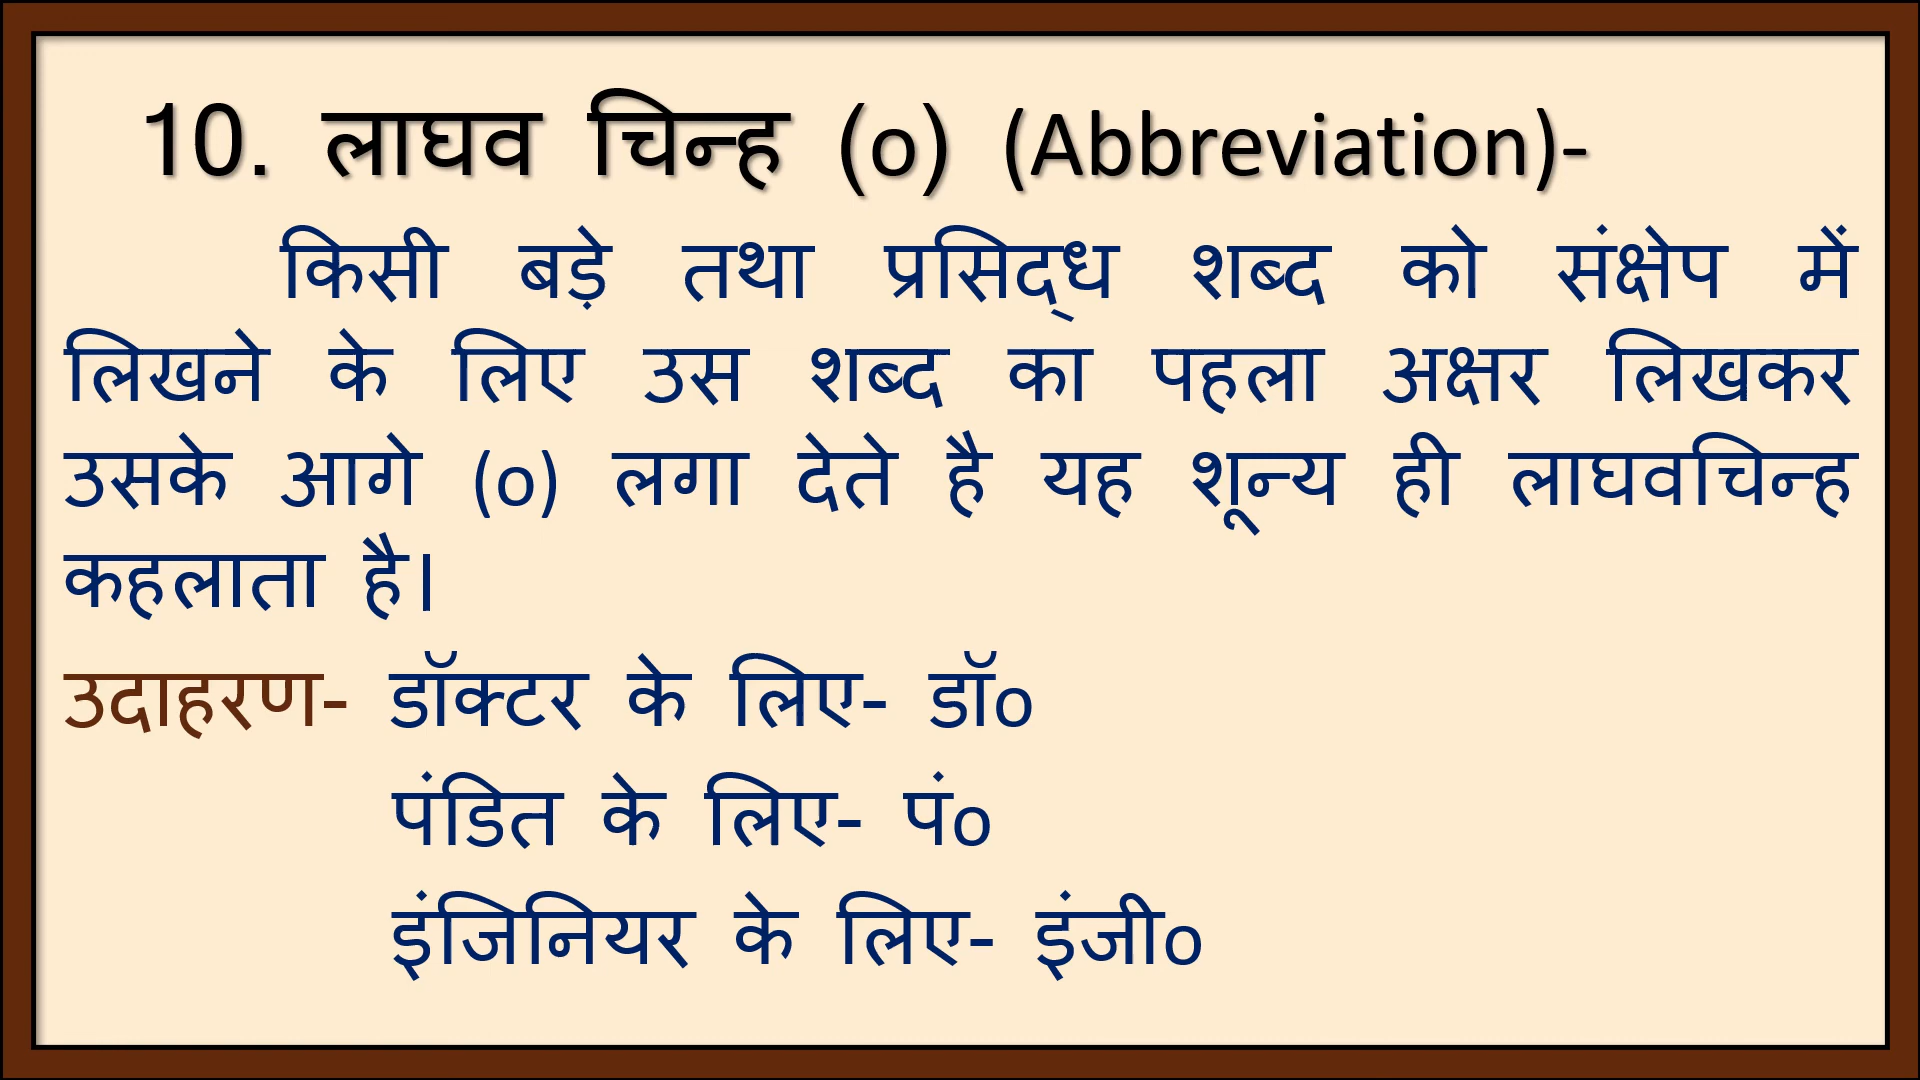 10. लाघव चिन्ह (o) (Abbreviation)-
किसी बड़े तथा प्रसिद्ध शब्द को संक्षेप में
लिखने के लिए उस शब्द का पहला अक्षर लिखकर
उसके आगे (o) लगा देते है यह शून्य ही लाघवचिन्ह
कहलाता है।
उदाहरण- डॉक्टर के लिए- डॉo
पंडित के लिए- पंo
इंजिनियर के लिए- इंजीo